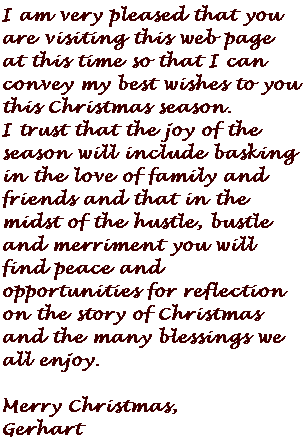 I am very pleased that you
are visiting this web page
at this time so that I can
convey my best wishes to you
this Christmas season.
I trust that the joy of the
season will include basking
in the love of family and
friends and that in the
midst of the hustle, bustle
and merriment you will
find peace and
opportunities for reflection
on the story of Christmas
and the many blessings we
all enjoy.

Merry Christmas,
Gerhart